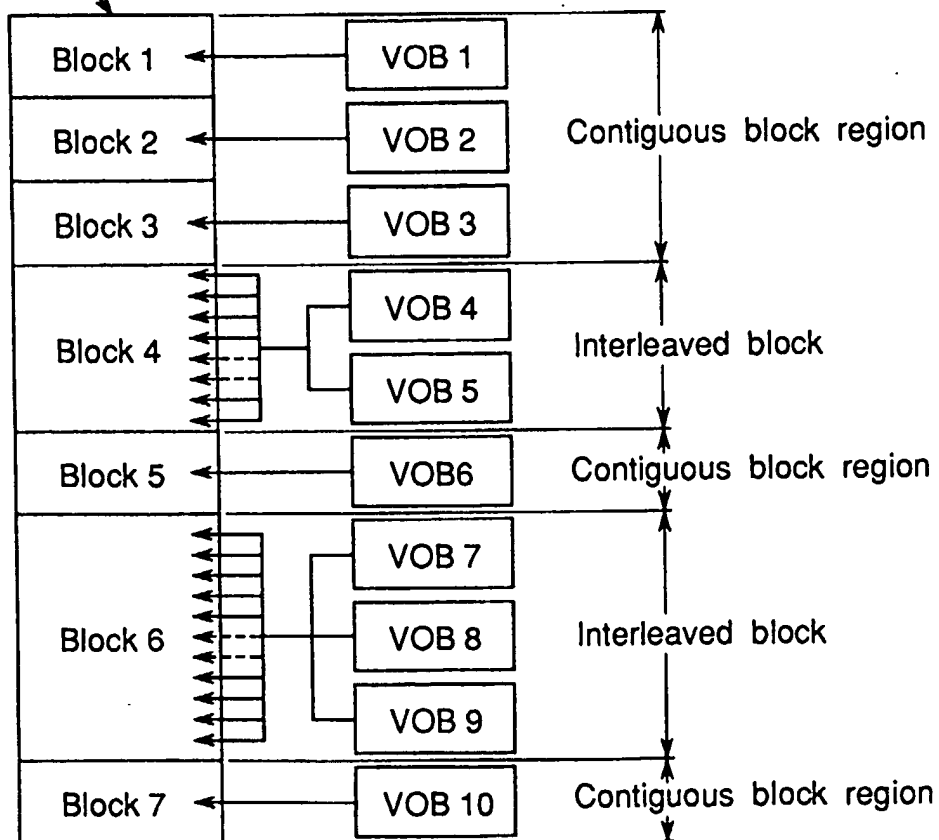 Block 1
VOB 1
Block 2
VOB 2
Contiguous block region
Block 3
VOB 3
Block 4
VOB 4
Interleaved block
VOB 5
Block 5
VOB6
Contiguous block region
VOB 7
Block 6
VOB 8
Interleaved block
VOB 9
Block 7
VOB 10
Contiguous block region